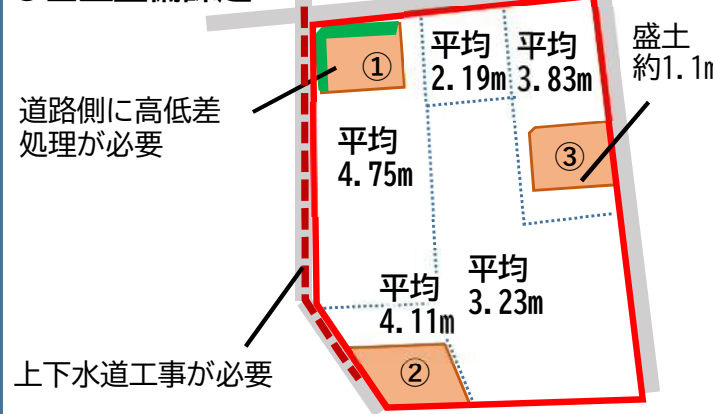 ①
平均
2.19m
平均
3.83m
盛土
約1.1m
道路側に高低差
処理が必要
平均
4.75m
③
平均
4.11m
平均
3.23m
上下水道工事が必要
②